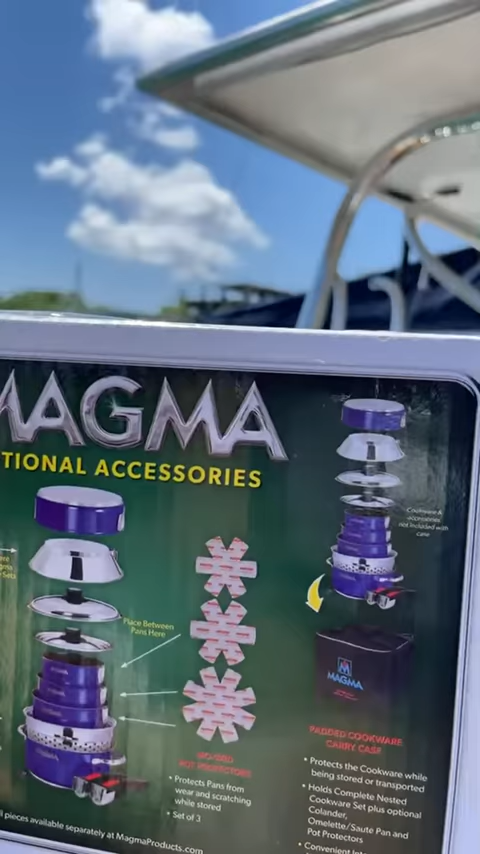 MAGMA
TIONAL ACCESSORIES
Cookware &
accessories
not included with
case
Place Between
Pans Here
Sets
POT PROTECTORS
• Protects Pans from
wear and scratching
while stored
• Set of 3
MAGMA
PADDED COOKWARE
CARRY CASE
• Protects the Cookware while
being stored or transported
• Holds Complete Nested
Cookware Set plus optional
Colander,
Omelette/Saute Pan and
Pot Protectors
• Convenient
pieces available separately at MagmaProducts.com